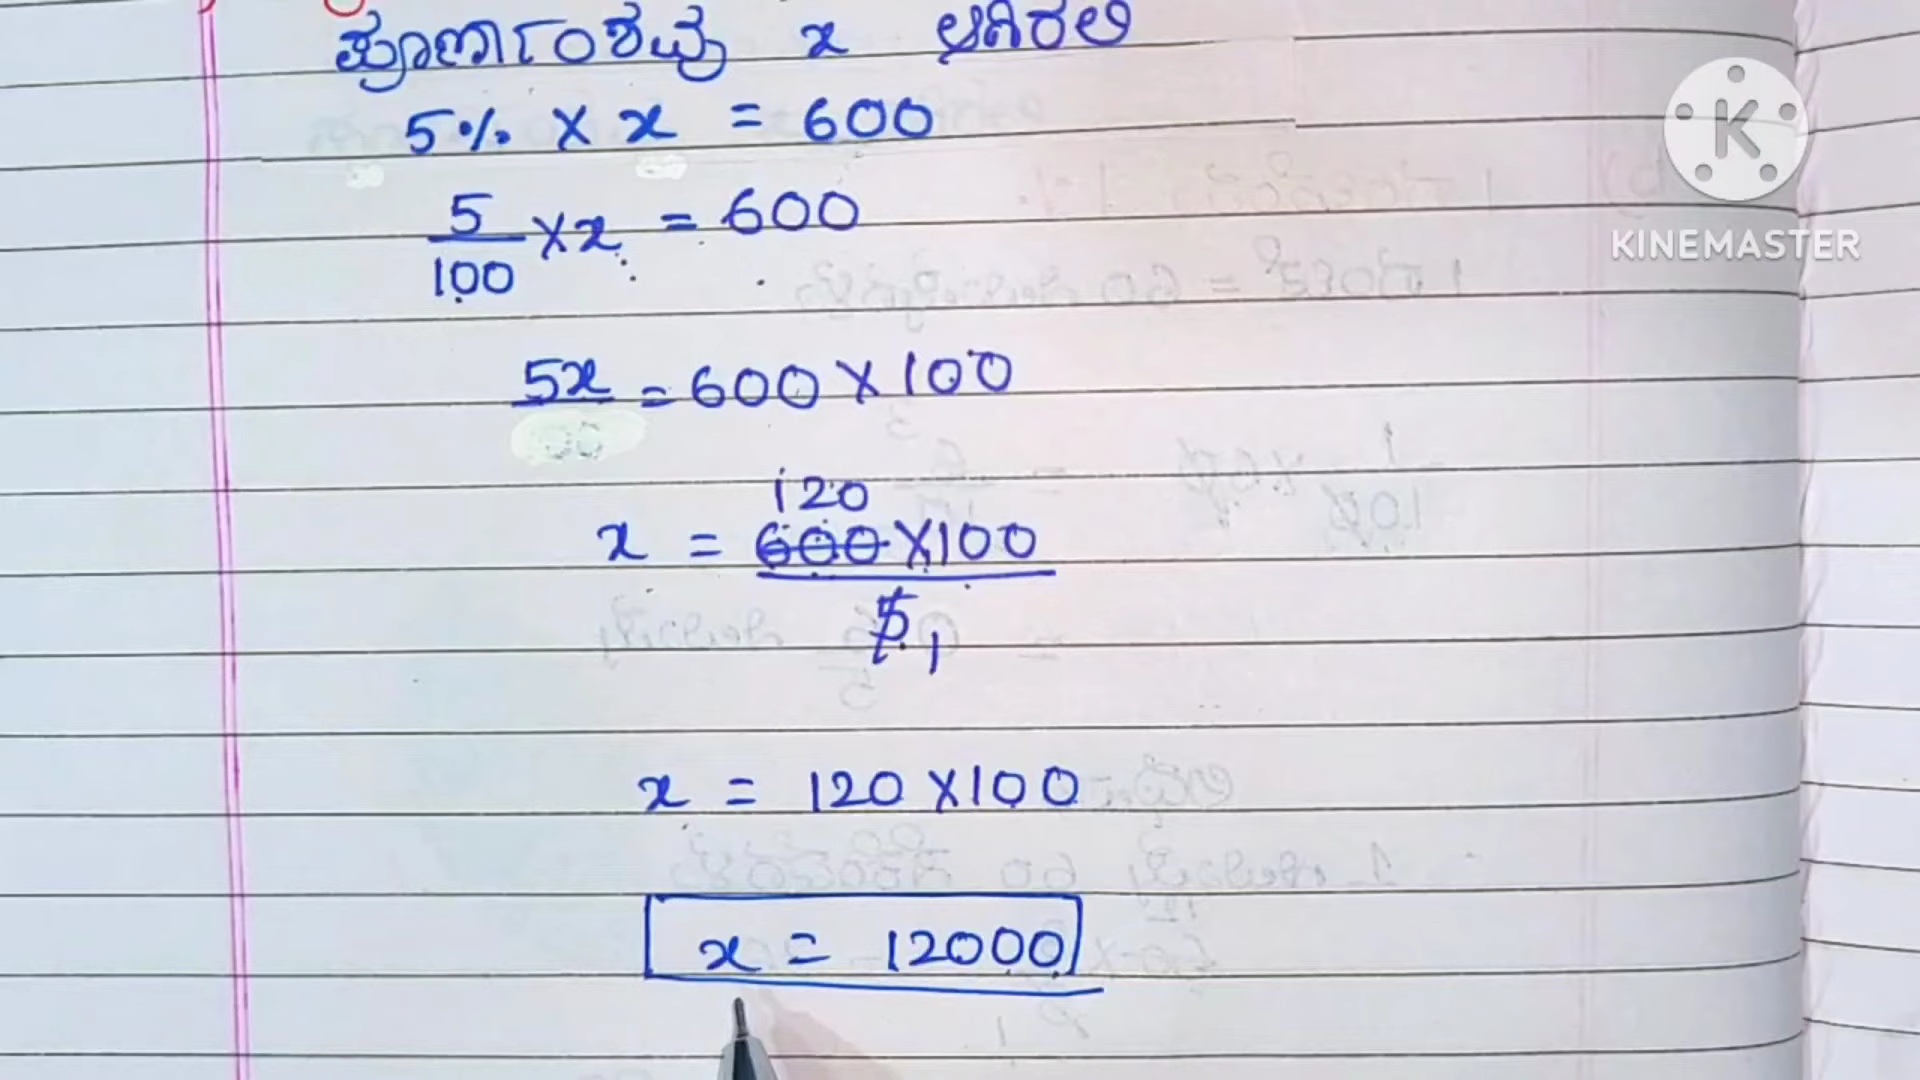 ಪೂರ್ಣಾಂಶವು x ಆಗಿರಲಿ
5% × x = 600
5/100 × x = 600
5x = 600 × 100
120
x = 600 × 100
5 1
x = 120 × 100
x = 12000
K
KINEMASTER